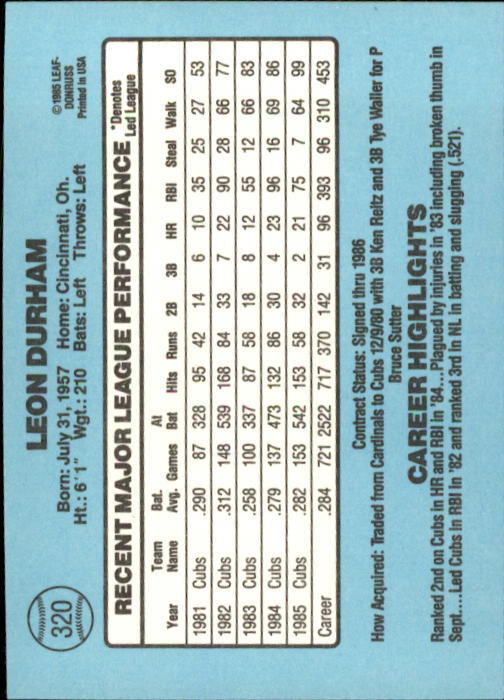 320
LEON DURHAM
©1985 LEAF-
DONRUSS
Printed in USA
Born: July 31, 1957 Home: Cincinnati, Oh.
Ht.: 6'1" Wgt.: 210 Bats: Left Throws: Left
RECENT MAJOR LEAGUE PERFORMANCE *Denotes
Led League
Year Team Name Bat. Avg. Games At Bat Hits Runs 2B 3B HR RBI Steal Walk SO
1981 Cubs .290 87 328 95 42 14 6 10 35 25 27 53
1982 Cubs .312 148 539 168 84 33 7 22 90 28 66 77
1983 Cubs .258 100 337 87 58 18 8 12 55 12 66 83
1984 Cubs .279 137 473 132 86 30 4 23 96 16 69 86
1985 Cubs .282 153 542 153 58 32 2 21 75 7 64 99
Career .284 721 2522 717 370 142 31 96 393 96 310 453
Contract Status: Signed thru 1986
How Acquired: Traded from Cardinals to Cubs 12/9/80 with 3B Ken Reitz and 3B Tye Waller for P
Bruce Sutter
CAREER HIGHLIGHTS
Ranked 2nd on Cubs in HR and RBI in '84...Plagued by injuries in '83 including broken thumb in
Sept....Led Cubs in RBI in '82 and ranked 3rd in NL in batting and slugging (.521).